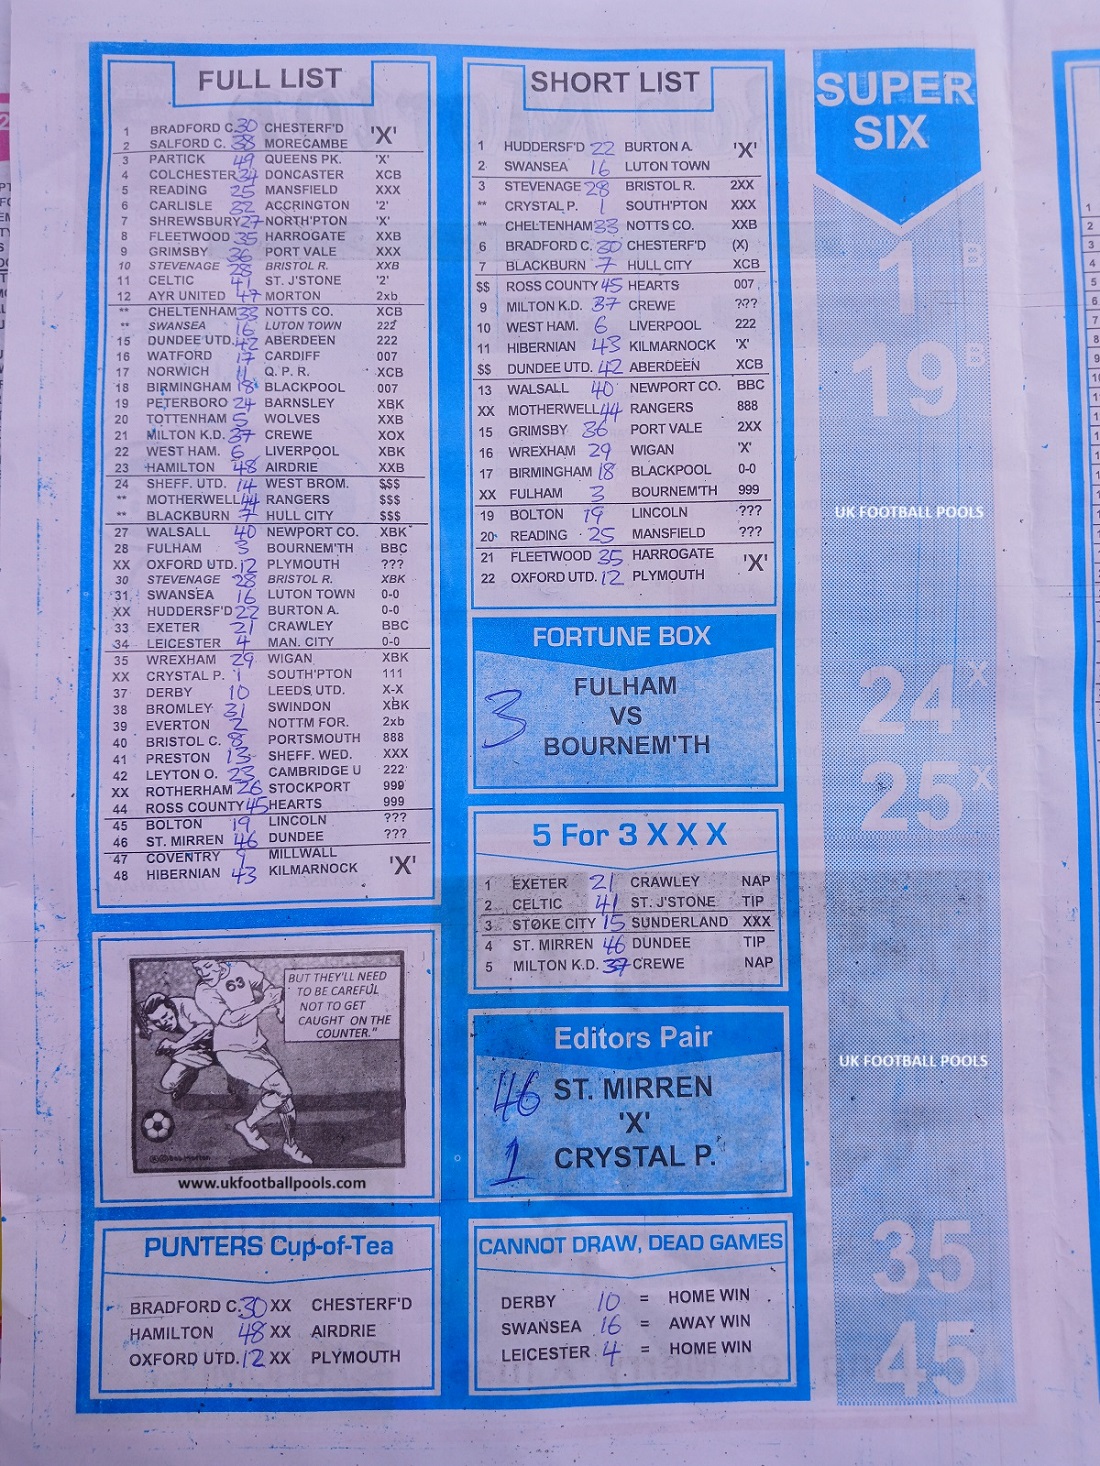 FULL LIST
1 BRADFORD C. 30 CHESTERF'D 'X'
2 SALFORD C. 38 MORECAMBE
3 PARTICK 49 QUEENS PK. 'X'
4 COLCHESTER 34 DONCASTER XCB
5 READING 25 MANSFIELD XXX
6 CARLISLE 32 ACCRINGTON '2'
7 SHREWSBURY 27 NORTH'PTON 'X'
8 FLEETWOOD 35 HARROGATE XXB
9 GRIMSBY 36 PORT VALE XXX
10 STEVENAGE 28 BRISTOL R. XXB
11 CELTIC 41 ST. J'STONE '2'
12 AYR UNITED 47 MORTON 2xb
** CHELTENHAM 33 NOTTS CO. XCB
** SWANSEA 16 LUTON TOWN 222
15 DUNDEE UTD. 42 ABERDEEN 222
16 WATFORD 17 CARDIFF 007
17 NORWICH 11 Q. P. R. XCB
18 BIRMINGHAM 18 BLACKPOOL 007
19 PETERBORO 24 BARNSLEY XBK
20 TOTTENHAM 5 WOLVES XXB
21 MILTON K.D. 37 CREWE XOX
22 WEST HAM. 6 LIVERPOOL XBK
23 HAMILTON 48 AIRDRIE XXB
24 SHEFF. UTD. 14 WEST BROM. $$$
** MOTHERWELL 44 RANGERS $$$
** BLACKBURN 7 HULL CITY $$$
27 WALSALL 40 NEWPORT CO. XBK
28 FULHAM 3 BOURNEM'TH BBC
XX OXFORD UTD. 12 PLYMOUTH ???
30 STEVENAGE 28 BRISTOL R. XBK
31 SWANSEA 16 LUTON TOWN 0-0
XX HUDDERSF'D 22 BURTON A. 0-0
33 EXETER 21 CRAWLEY BBC
34 LEICESTER 4 MAN. CITY 0-0
35 WREXHAM 29 WIGAN XBK
XX CRYSTAL P. 1 SOUTH'PTON 111
37 DERBY 10 LEEDS UTD. X-X
38 BROMLEY 31 SWINDON XBK
39 EVERTON 2 NOTTM FOR. 2xb
40 BRISTOL C. 8 PORTSMOUTH 888
41 PRESTON 13 SHEFF. WED. XXX
42 LEYTON O. 23 CAMBRIDGE U 222
XX ROTHERHAM 26 STOCKPORT 999
44 ROSS COUNTY 45 HEARTS 999
45 BOLTON 19 LINCOLN ???
46 ST. MIRREN 46 DUNDEE ???
47 COVENTRY 9 MILLWALL 'X'
48 HIBERNIAN 43 KILMARNOCK
63
BUT THEY'LL NEED
TO BE CAREFUL
NOT TO GET
CAUGHT ON THE
COUNTER."
www.ukfootballpools.com
PUNTERS Cup-of-Tea
BRADFORD C. 30 XX CHESTERF'D
HAMILTON 48 XX AIRDRIE
OXFORD UTD. 12 XX PLYMOUTH
SHORT LIST
1 HUDDERSF'D 22 BURTON A. 'X'
2 SWANSEA 16 LUTON TOWN
3 STEVENAGE 28 BRISTOL R. 2XX
** CRYSTAL P. 1 SOUTH'PTON XXX
** CHELTENHAM 33 NOTTS CO. XXB
6 BRADFORD C. 30 CHESTERF'D (X)
7 BLACKBURN 7 HULL CITY XCB
$$ ROSS COUNTY 45 HEARTS 007
9 MILTON K.D. 37 CREWE ???
10 WEST HAM. 6 LIVERPOOL 222
11 HIBERNIAN 43 KILMARNOCK 'X'
$$ DUNDEE UTD. 42 ABERDEEN XCB
13 WALSALL 40 NEWPORT CO. BBC
XX MOTHERWELL 44 RANGERS 888
15 GRIMSBY 36 PORT VALE 2XX
16 WREXHAM 29 WIGAN 'X'
17 BIRMINGHAM 18 BLACKPOOL 0-0
XX FULHAM 3 BOURNEM'TH 999
19 BOLTON 19 LINCOLN ???
20 READING 25 MANSFIELD ???
21 FLEETWOOD 35 HARROGATE 'X'
22 OXFORD UTD. 12 PLYMOUTH
FORTUNE BOX
FULHAM
3 VS
BOURNEM'TH
5 For 3 X X X
1 EXETER 21 CRAWLEY NAP
2 CELTIC 41 ST. J'STONE TIP
3 STOKE CITY 15 SUNDERLAND XXX
4 ST. MIRREN 46 DUNDEE TIP
5 MILTON K.D. 37 CREWE NAP
Editors Pair
46 ST. MIRREN
'X'
1 CRYSTAL P.
CANNOT DRAW, DEAD GAMES
DERBY 10 = HOME WIN
SWANSEA 16 = AWAY WIN
LEICESTER 4 = HOME WIN
SUPER
SIX
1
19
UK FOOTBALL POOLS
24 X
25 X
UK FOOTBALL POOLS
35
45